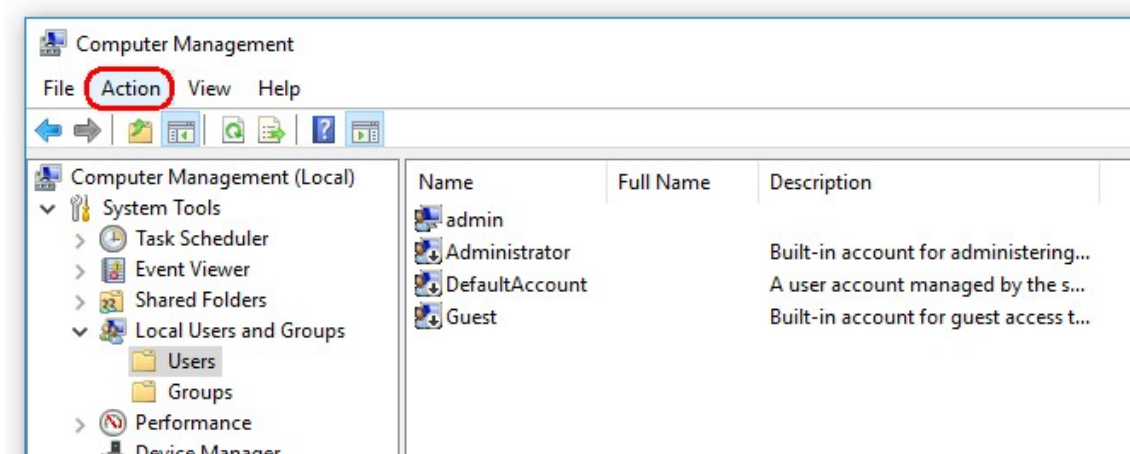 Computer Management
File Action View Help
Computer Management (Local)
System Tools
Task Scheduler
Event Viewer
Shared Folders
Local Users and Groups
Users
Groups
Performance
Device Manager
Name Full Name Description
admin
Administrator Built-in account for administering...
DefaultAccount A user account managed by the s...
Guest Built-in account for guest access t...